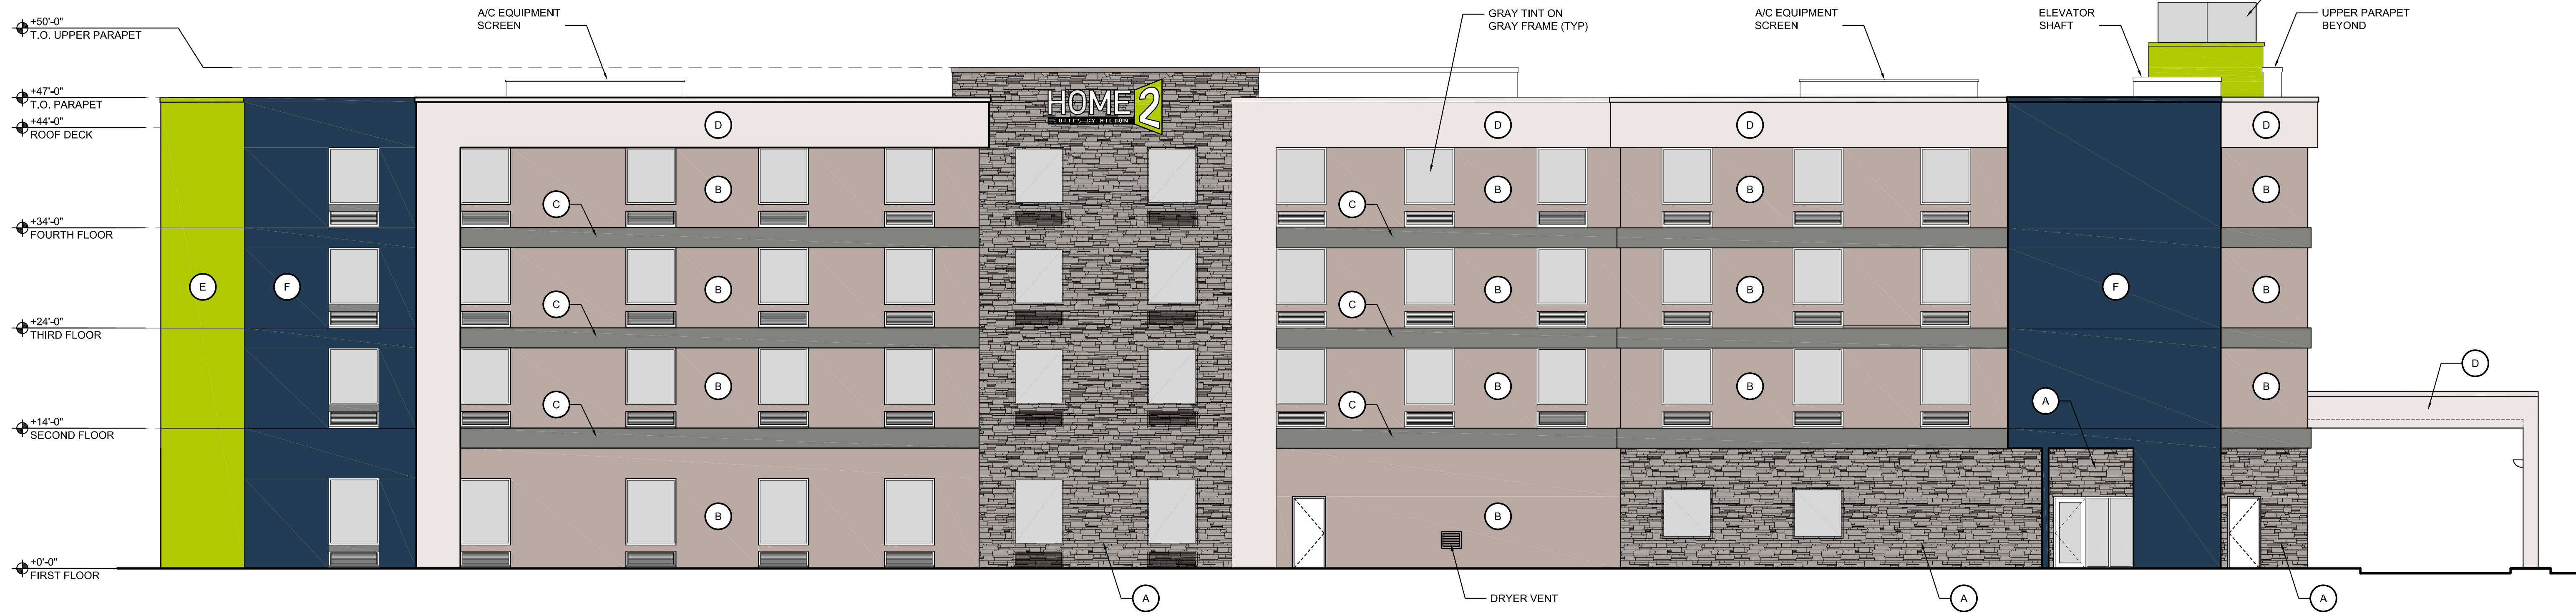 +50'-0"
T.O. UPPER PARAPET
A/C EQUIPMENT
SCREEN
GRAY TINT ON
GRAY FRAME (TYP)
A/C EQUIPMENT
SCREEN
ELEVATOR
SHAFT
UPPER PARAPET
BEYOND
+47'-0"
T.O. PARAPET
+44'-0"
ROOF DECK
HOME 2
SUITES BY HILTON
D
D
D
D
B
B
B
B
C
C
+34'-0"
FOURTH FLOOR
E
F
B
B
B
F
B
C
C
+24'-0"
THIRD FLOOR
D
B
B
B
B
A
C
C
+14'-0"
SECOND FLOOR
B
B
+0'-0"
FIRST FLOOR
A
DRYER VENT
A
A